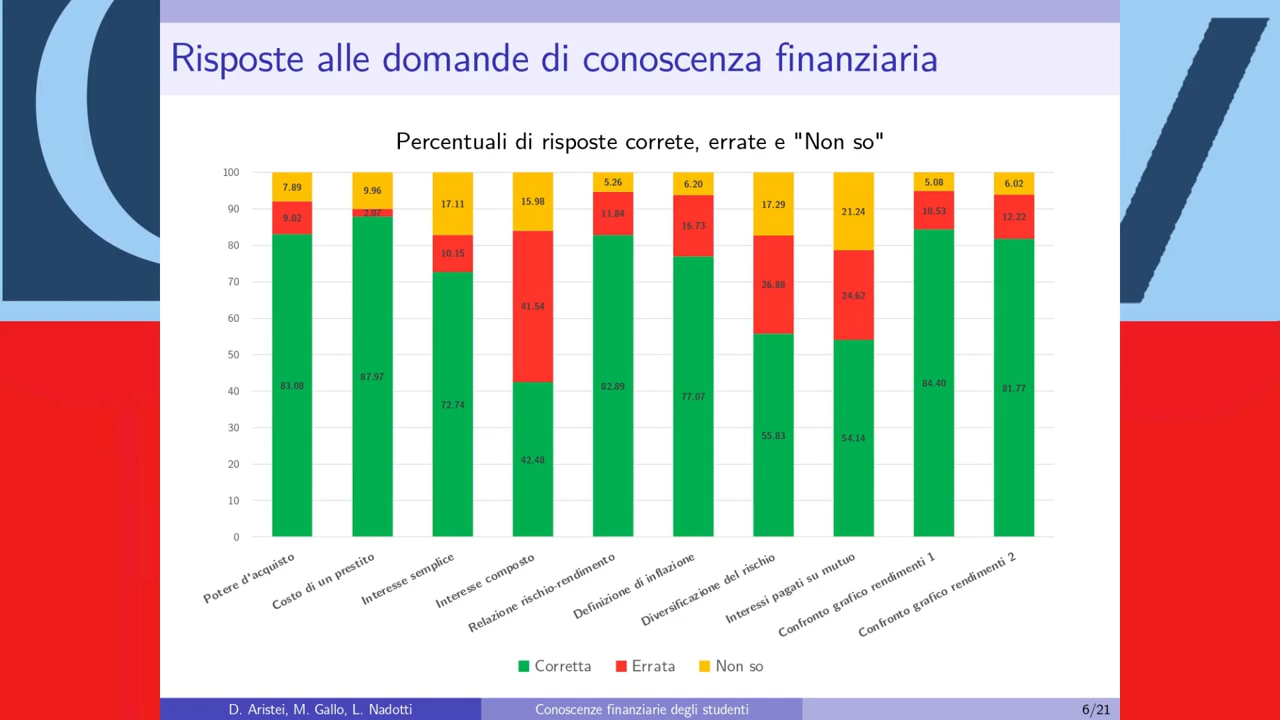 Risposte alle domande di conoscenza finanziaria
Percentuali di risposte correte, errate e "Non so"
100
90
80
70
60
50
40
30
20
10
0
7.89
9.02
83.08
9.96
2.07
87.97
17.11
10.15
72.74
15.98
41.54
42.48
5.26
11.84
82.89
6.20
16.73
77.07
17.29
26.88
55.83
21.24
24.62
54.14
5.08
10.53
84.40
6.02
12.22
81.77
Potere d'acquisto
Costo di un prestito
Interesse semplice
Interesse composto
Relazione rischio-rendimento
Definizione di inflazione
Diversificazione del rischio
Interessi pagati su mutuo
Confronto grafico rendimenti 1
Confronto grafico rendimenti 2
Corretta Errata Non so
D. Aristei, M. Gallo, L. Nadotti Conoscenze finanziarie degli studenti 6/21